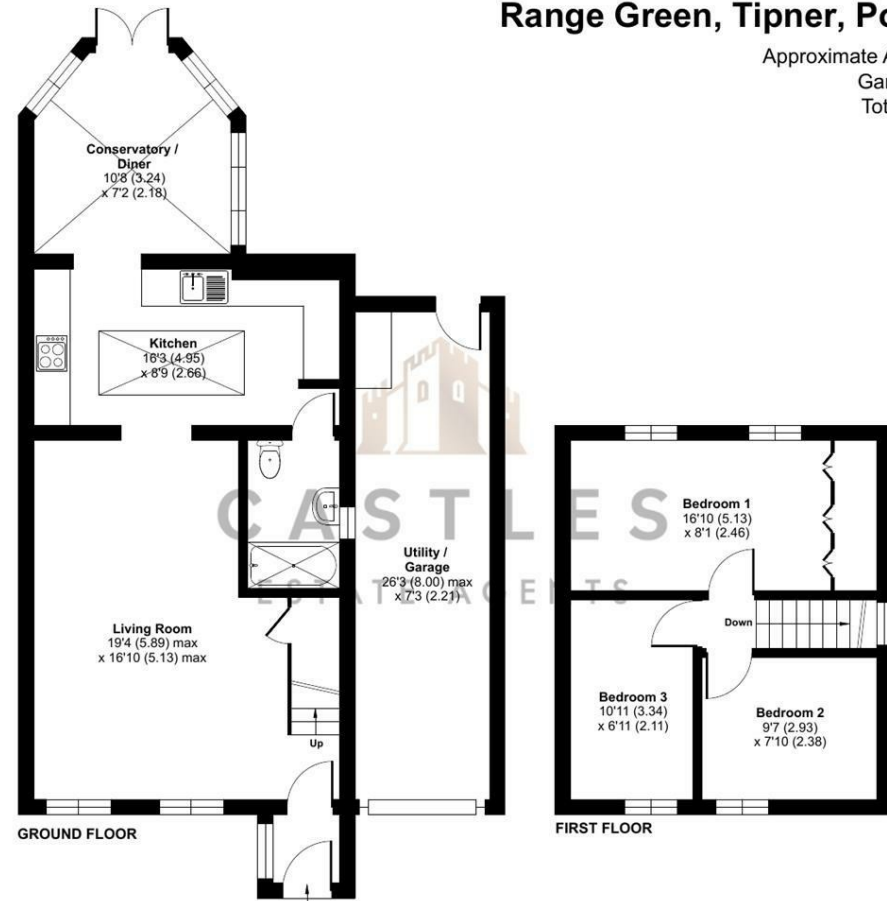 Range Green, Tipner, Po
Approximate A
Gar
Tot
Conservatory /
Diner
10'8 (3.24)
x 7'2 (2.18)
Kitchen
16'3 (4.95)
x 8'9 (2.66)
Living Room
19'4 (5.89) max
x 16'10 (5.13) max
Up
Utility /
Garage
26'3 (8.00) max
x 7'3 (2.21)
GROUND FLOOR
Bedroom 1
16'10 (5.13)
x 8'1 (2.46)
Down
Bedroom 3
10'11 (3.34)
x 6'11 (2.11)
Bedroom 2
9'7 (2.93)
x 7'10 (2.38)
FIRST FLOOR
CASTLES
ESTATE AGENTS